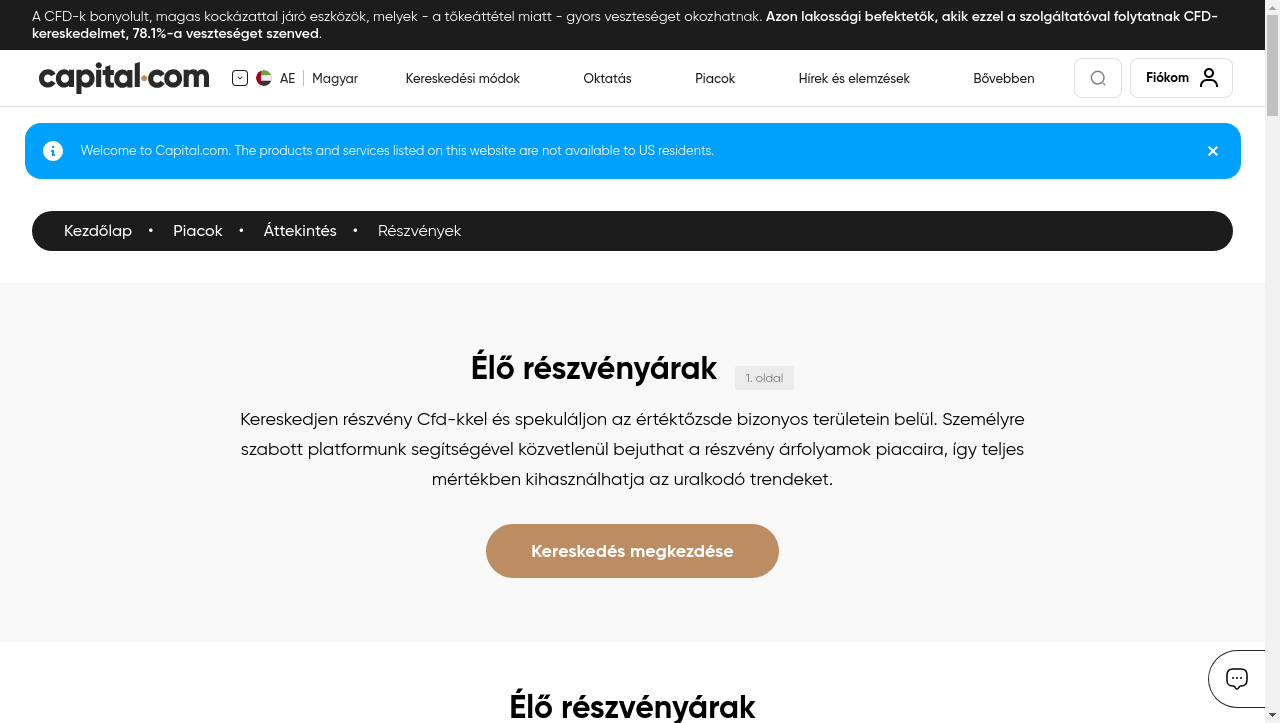 A CFD-k bonyolult, magas kockázattal járó eszközök, melyek - a tőkeáttétel miatt - gyors veszteséget okozhatnak. Azon lakossági befektetők, akik ezzel a szolgáltatóval folytatnak CFD-
kereskedelmet, 78.1%-a veszteséget szenved.
capital.com AE Magyar Kereskedési módok Oktatás Piacok Hírek és elemzések Bővebben Fiókom
Welcome to Capital.com. The products and services listed on this website are not available to US residents.
Kezdőlap • Piacok • Áttekintés • Részvények
Élő részvényárak 1. oldal
Kereskedjen részvény Cfd-kkel és spekuláljon az értéktőzsde bizonyos területein belül. Személyre
szabott platformunk segítségével közvetlenül bejuthat a részvény árfolyamok piacaira, így teljes
mértékben kihasználhatja az uralkodó trendeket.
Kereskedés megkezdése
Élő részvényárak